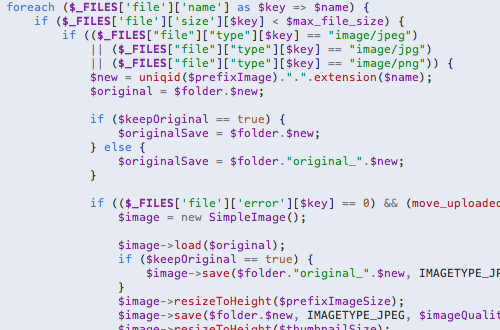 foreach ($_FILES['file']['name'] as $key => $name) {
if ($_FILES['file']['size'][$key] < $max_file_size) {
if (($_FILES["file"]["type"][$key] == "image/jpeg")
|| ($_FILES["file"]["type"][$key] == "image/jpg")
|| ($_FILES["file"]["type"][$key] == "image/png")) {
$new = uniqid($prefixImage).".".extension($name);
$original = $folder.$new;
if ($keepOriginal == true) {
$originalSave = $folder.$new;
} else {
$originalSave = $folder."original_".$new;
}
if (($_FILES['file']['error'][$key] == 0) && (move_uploaded
$image = new SimpleImage();
$image->load($original);
if ($keepOriginal == true) {
$image->save($folder."original_".$new, IMAGETYPE_JP
}
$image->resizeToHeight($prefixImageSize);
$image->save($folder.$new, IMAGETYPE_JPEG, $imageQuali
$image->resizeToHeight($thumbnailSize);